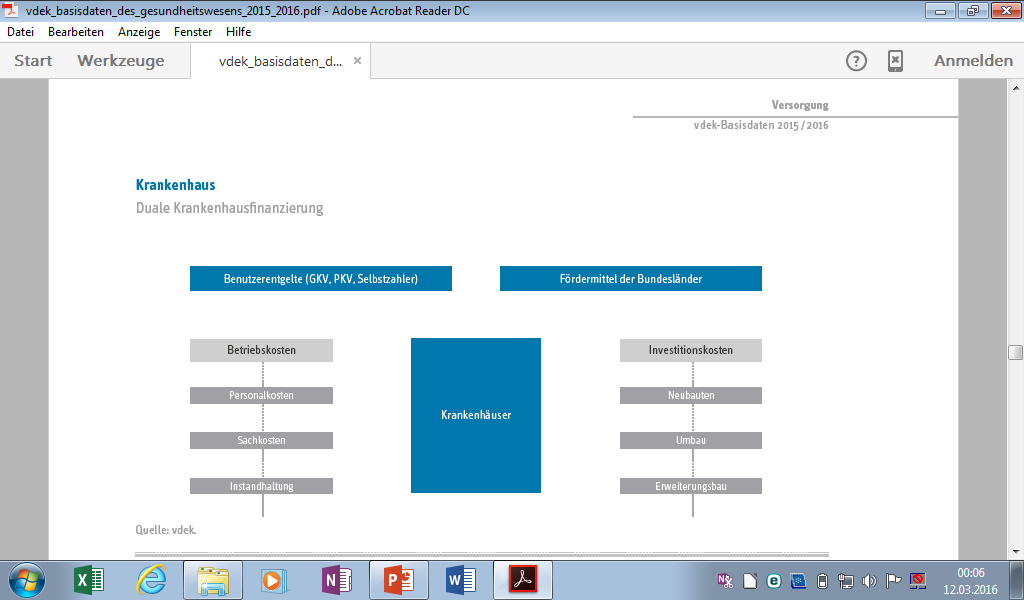 vdek_basisdaten_des_gesundheitswesens_2015_2016.pdf - Adobe Acrobat Reader DC
Datei Bearbeiten Anzeige Fenster Hilfe
Start Werkzeuge vdek_basisdaten_d... × ? Anmelden
Versorgung
vdek-Basisdaten 2015 / 2016
Krankenhaus
Duale Krankenhausfinanzierung
Benutzerentgelte (GKV, PKV, Selbstzahler) Fördermittel der Bundesländer
Betriebskosten Investitionskosten
Personalkosten Neubauten
Krankenhäuser
Sachkosten Umbau
Instandhaltung Erweiterungsbau
Quelle: vdek.
00:06
12.03.2016